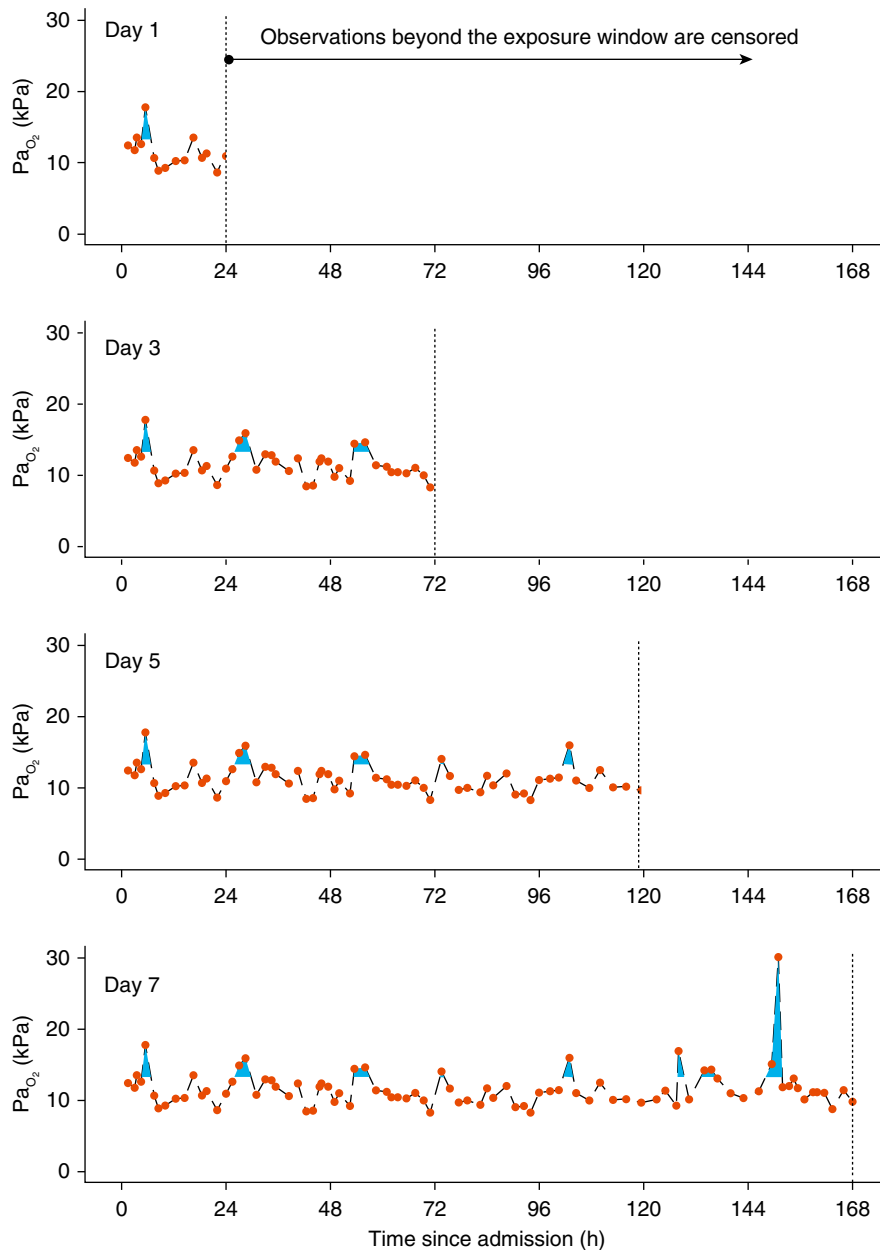 Day 1
Observations beyond the exposure window are censored
30
20
10
0
PaO2 (kPa)
0 24 48 72 96 120 144 168
Day 3
30
20
10
0
PaO2 (kPa)
0 24 48 72 96 120 144 168
Day 5
30
20
10
0
PaO2 (kPa)
0 24 48 72 96 120 144 168
Day 7
30
20
10
0
PaO2 (kPa)
0 24 48 72 96 120 144 168
Time since admission (h)